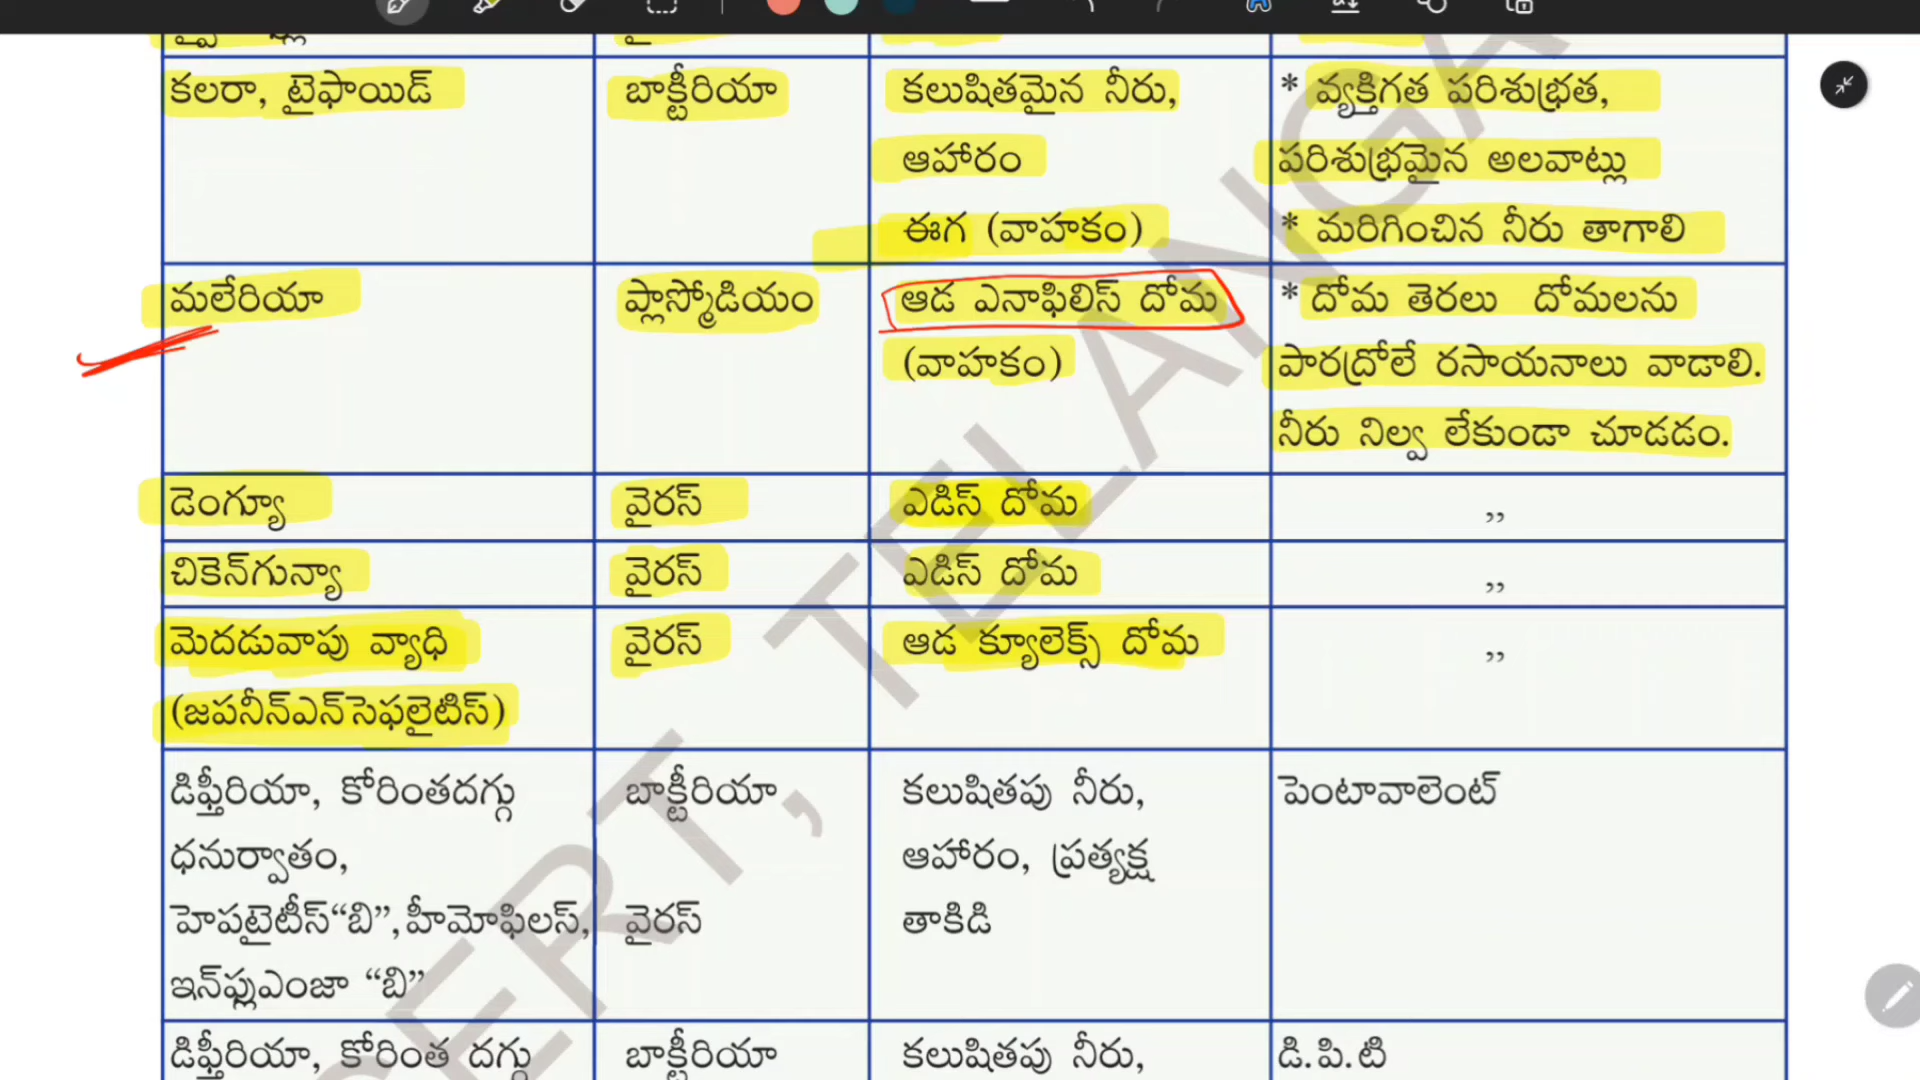 కలరా, టైఫాయిడ్ బాక్టీరియా కలుషితమైన నీరు, * వ్యక్తిగత పరిశుభ్రత,
ఆహారం పరిశుభ్రమైన అలవాట్లు
ఈగ (వాహకం) * మరిగించిన నీరు తాగాలి
మలేరియా ప్లాస్మోడియం ఆడ ఎనాఫిలిస్ దోమ * దోమ తెరలు దోమలను
(వాహకం) పారద్రోలే రసాయనాలు వాడాలి.
నీరు నిల్వ లేకుండా చూడడం.
డెంగ్యూ వైరస్ ఎడిస్ దోమ ,,
చికెన్‌గున్యా వైరస్ ఎడిస్ దోమ ,,
మెదడువాపు వ్యాధి వైరస్ ఆడ క్యూలెక్స్ దోమ ,,
(జపనీన్‌ఎన్‌సెఫలైటిస్)
డిఫ్తీరియా, కోరింతదగ్గు బాక్టీరియా కలుషితపు నీరు, పెంటావాలెంట్
ధనుర్వాతం, ఆహారం, ప్రత్యక్ష
హెపటైటీస్“బి”,హీమోఫిలస్, వైరస్ తాకిడి
ఇన్‌ఫ్లుఎంజా “బి”
డిఫ్తీరియా, కోరింత దగ్గు బాక్టీరియా కలుషితపు నీరు, డి.పి.టి
CERT, TELANGA